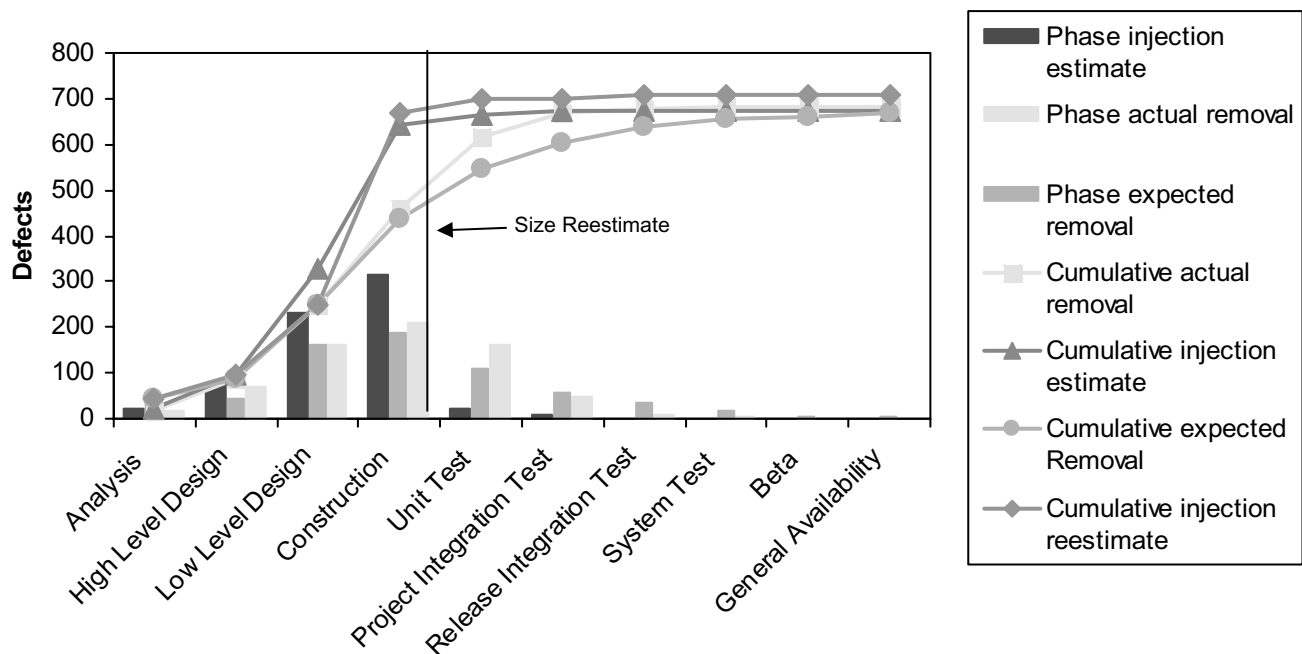 800
700
600
500
400
300
200
100
0
Defects
Size Reestimate
Analysis
High Level Design
Low Level Design
Construction
Unit Test
Project Integration Test
Release Integration Test
System Test
Beta
General Availability
Phase injection
estimate
Phase actual removal
Phase expected
removal
Cumulative actual
removal
Cumulative injection
estimate
Cumulative expected
Removal
Cumulative injection
reestimate